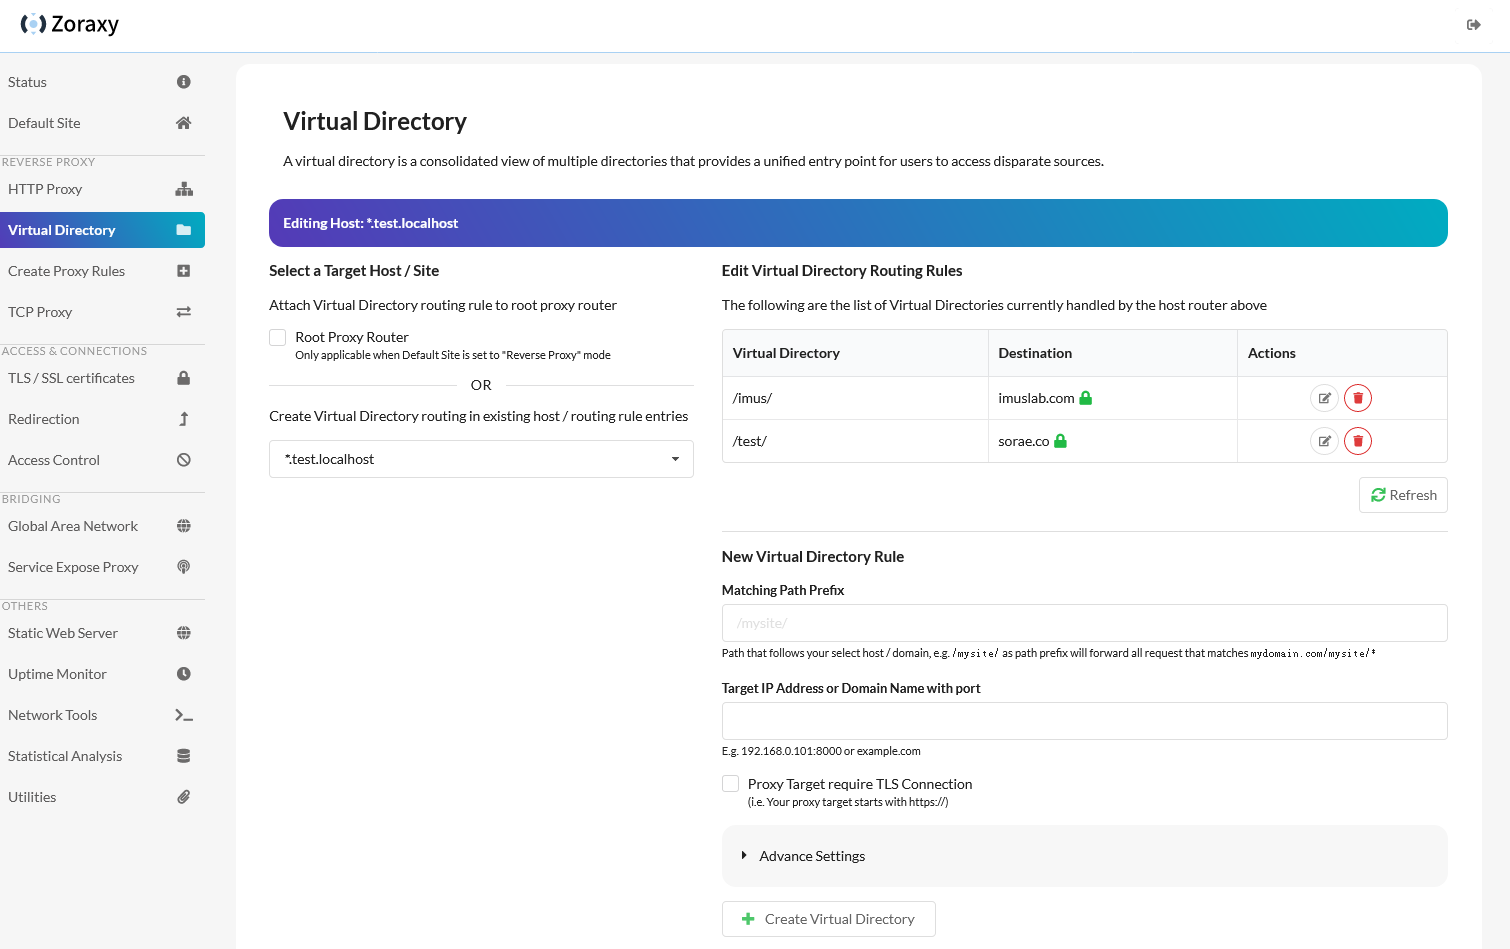 Zoraxy
Status
Default Site
REVERSE PROXY
HTTP Proxy
Virtual Directory
Create Proxy Rules
TCP Proxy
ACCESS & CONNECTIONS
TLS / SSL certificates
Redirection
Access Control
BRIDGING
Global Area Network
Service Expose Proxy
OTHERS
Static Web Server
Uptime Monitor
Network Tools
Statistical Analysis
Utilities
Virtual Directory
A virtual directory is a consolidated view of multiple directories that provides a unified entry point for users to access disparate sources.
Editing Host: *.test.localhost
Select a Target Host / Site
Attach Virtual Directory routing rule to root proxy router
Root Proxy Router
Only applicable when Default Site is set to "Reverse Proxy" mode
OR
Create Virtual Directory routing in existing host / routing rule entries
*.test.localhost
Edit Virtual Directory Routing Rules
The following are the list of Virtual Directories currently handled by the host router above
Virtual Directory Destination Actions
/imus/ imuslab.com
/test/ sorae.co
Refresh
New Virtual Directory Rule
Matching Path Prefix
/mysite/
Path that follows your select host / domain, e.g. /mysite/ as path prefix will forward all request that matches mydomain.com/mysite/*
Target IP Address or Domain Name with port
E.g. 192.168.0.101:8000 or example.com
Proxy Target require TLS Connection
(i.e. Your proxy target starts with https://)
Advance Settings
Create Virtual Directory